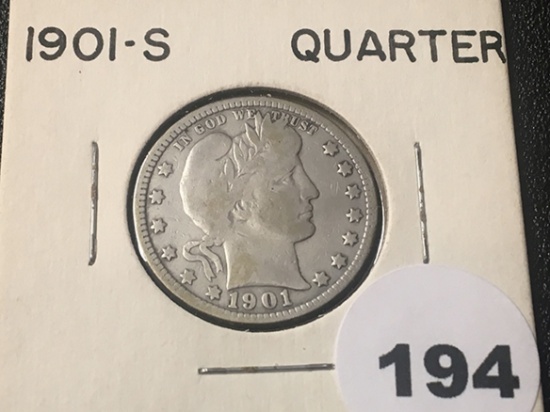 1901-S QUARTER
IN GOD WE TRUST
1901
194